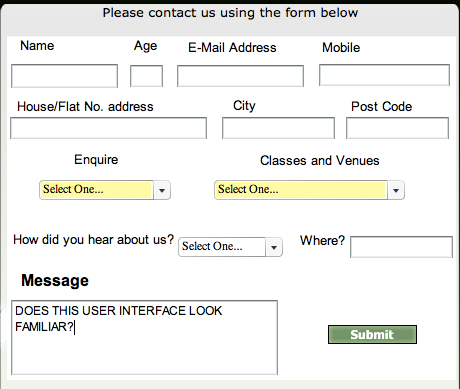 Please contact us using the form below
Name Age E-Mail Address Mobile
House/Flat No. address City Post Code
Enquire Classes and Venues
Select One... Select One...
How did you hear about us? Select One... Where?
Message
DOES THIS USER INTERFACE LOOK
FAMILIAR?
Submit